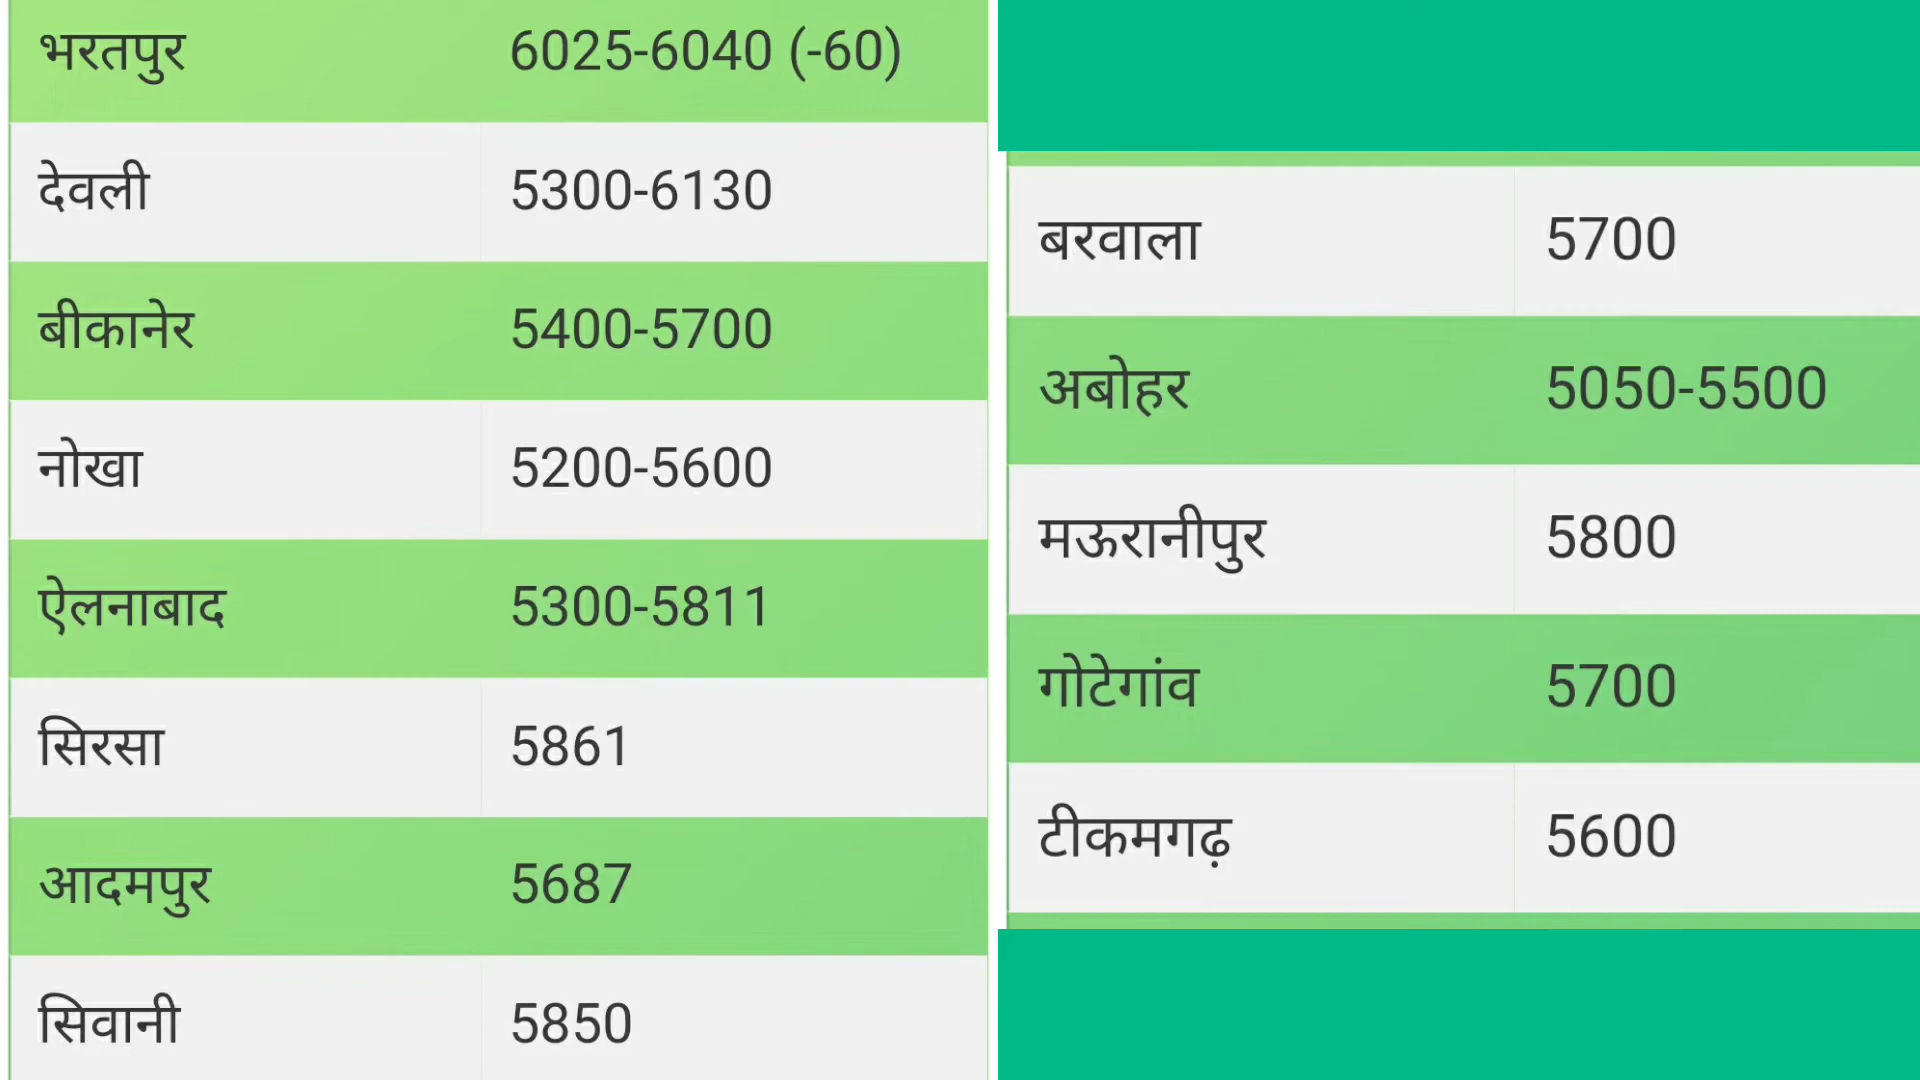 भरतपुर 6025-6040 (-60)
देवली 5300-6130
बीकानेर 5400-5700
नोखा 5200-5600
ऐलनाबाद 5300-5811
सिरसा 5861
आदमपुर 5687
सिवानी 5850
बरवाला 5700
अबोहर 5050-5500
मऊरानीपुर 5800
गोटेगांव 5700
टीकमगढ़ 5600